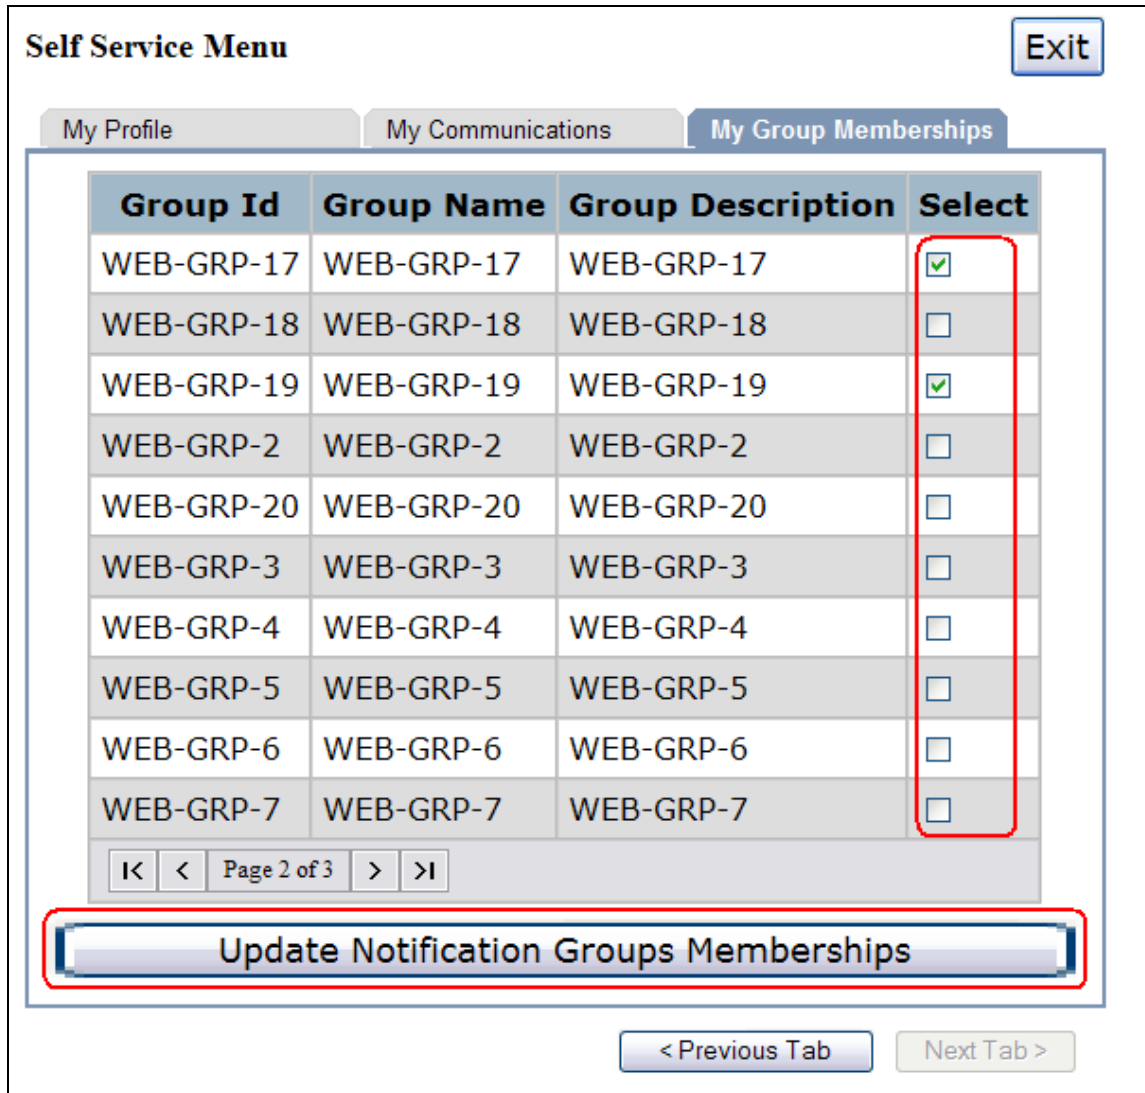 Self Service Menu Exit
My Profile My Communications My Group Memberships
Group Id Group Name Group Description Select
WEB-GRP-17 WEB-GRP-17 WEB-GRP-17
WEB-GRP-18 WEB-GRP-18 WEB-GRP-18
WEB-GRP-19 WEB-GRP-19 WEB-GRP-19
WEB-GRP-2 WEB-GRP-2 WEB-GRP-2
WEB-GRP-20 WEB-GRP-20 WEB-GRP-20
WEB-GRP-3 WEB-GRP-3 WEB-GRP-3
WEB-GRP-4 WEB-GRP-4 WEB-GRP-4
WEB-GRP-5 WEB-GRP-5 WEB-GRP-5
WEB-GRP-6 WEB-GRP-6 WEB-GRP-6
WEB-GRP-7 WEB-GRP-7 WEB-GRP-7
Page 2 of 3
Update Notification Groups Memberships
< Previous Tab Next Tab >